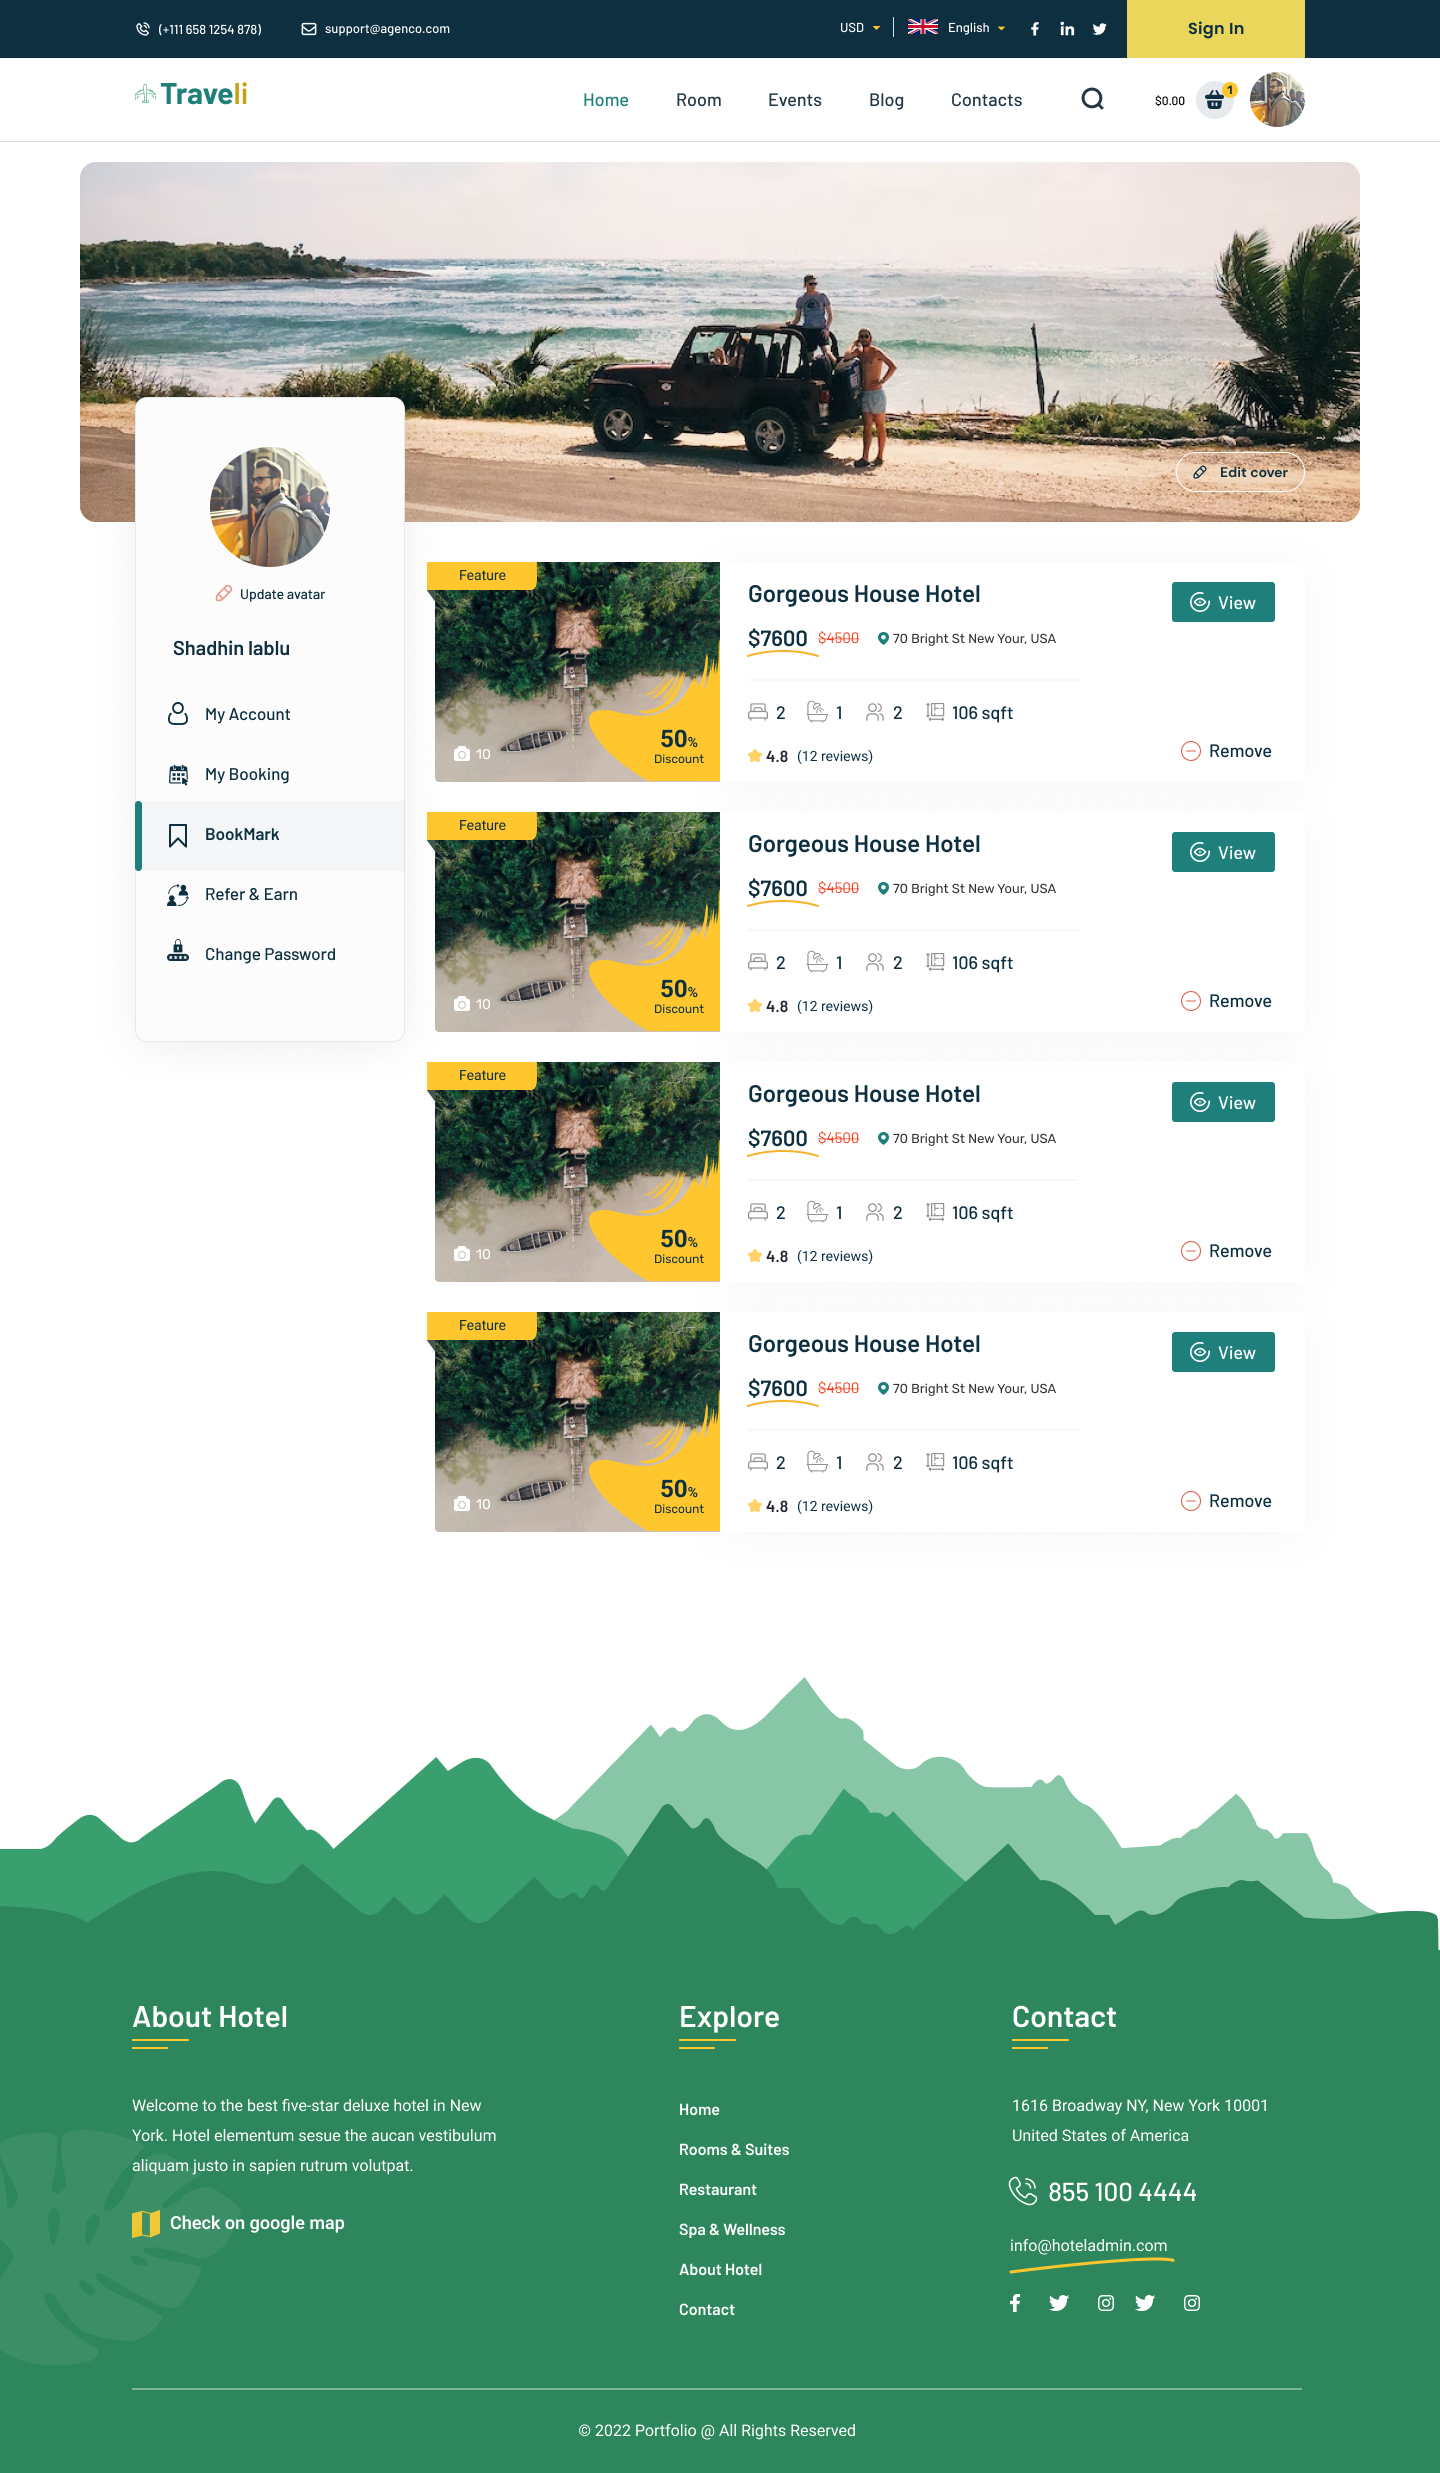 (+111 658 1254 878)
support@agenco.com
USD
English
Sign In
Traveli
Home
Room
Events
Blog
Contacts
$0.00
1
Edit cover
Update avatar
Shadhin lablu
My Account
My Booking
BookMark
Refer & Earn
Change Password
Feature
10
50%
Discount
Gorgeous House Hotel
$7600 $4500 70 Bright St New Your, USA
2 1 2 106 sqft
4.8 (12 reviews)
View
Remove
Feature
10
50%
Discount
Gorgeous House Hotel
$7600 $4500 70 Bright St New Your, USA
2 1 2 106 sqft
4.8 (12 reviews)
View
Remove
Feature
10
50%
Discount
Gorgeous House Hotel
$7600 $4500 70 Bright St New Your, USA
2 1 2 106 sqft
4.8 (12 reviews)
View
Remove
Feature
10
50%
Discount
Gorgeous House Hotel
$7600 $4500 70 Bright St New Your, USA
2 1 2 106 sqft
4.8 (12 reviews)
View
Remove
About Hotel
Welcome to the best five-star deluxe hotel in New
York. Hotel elementum sesue the aucan vestibulum
aliquam justo in sapien rutrum volutpat.
Check on google map
Explore
Home
Rooms & Suites
Restaurant
Spa & Wellness
About Hotel
Contact
Contact
1616 Broadway NY, New York 10001
United States of America
855 100 4444
info@hoteladmin.com
© 2022 Portfolio @ All Rights Reserved